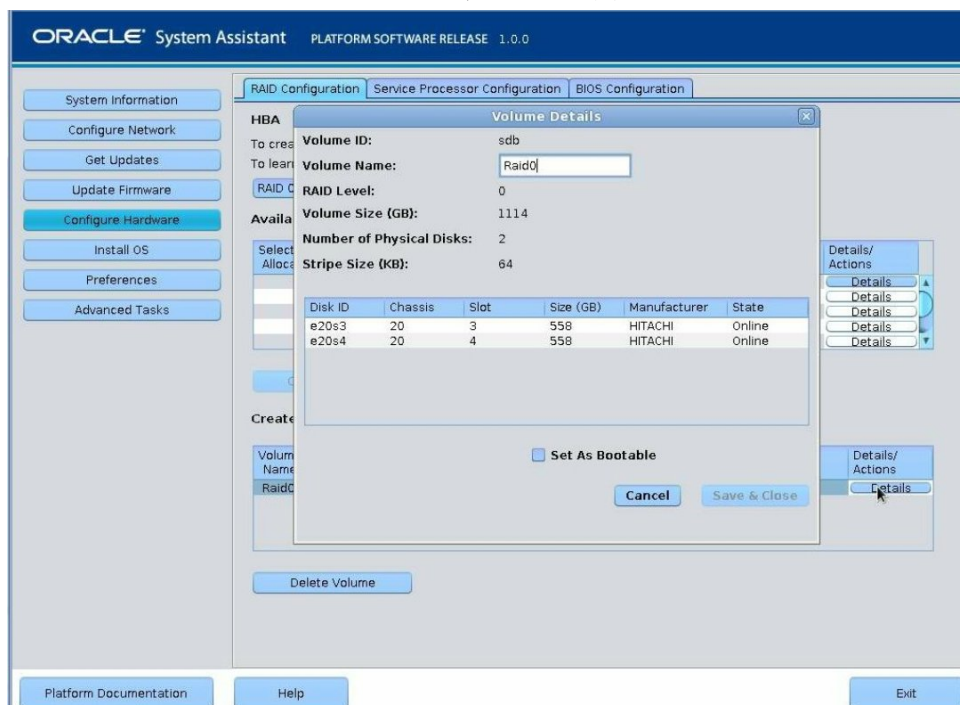 ORACLE® System Assistant PLATFORM SOFTWARE RELEASE 1.0.0
System Information
Configure Network
Get Updates
Update Firmware
Configure Hardware
Install OS
Preferences
Advanced Tasks
RAID Configuration Service Processor Configuration BIOS Configuration
HBA
To crea
To learn
RAID C
Availa
Select
Alloca
Details/
Actions
Details
Details
Details
Details
Details
Create
Volum
Name
Details/
Actions
Raid0
Details
Volume Details
Volume ID: sdb
Volume Name: Raid0
RAID Level: 0
Volume Size (GB): 1114
Number of Physical Disks: 2
Stripe Size (KB): 64
Disk ID Chassis Slot Size (GB) Manufacturer State
e20s3 20 3 558 HITACHI Online
e20s4 20 4 558 HITACHI Online
Set As Bootable
Cancel Save & Close
Delete Volume
Platform Documentation Help Exit